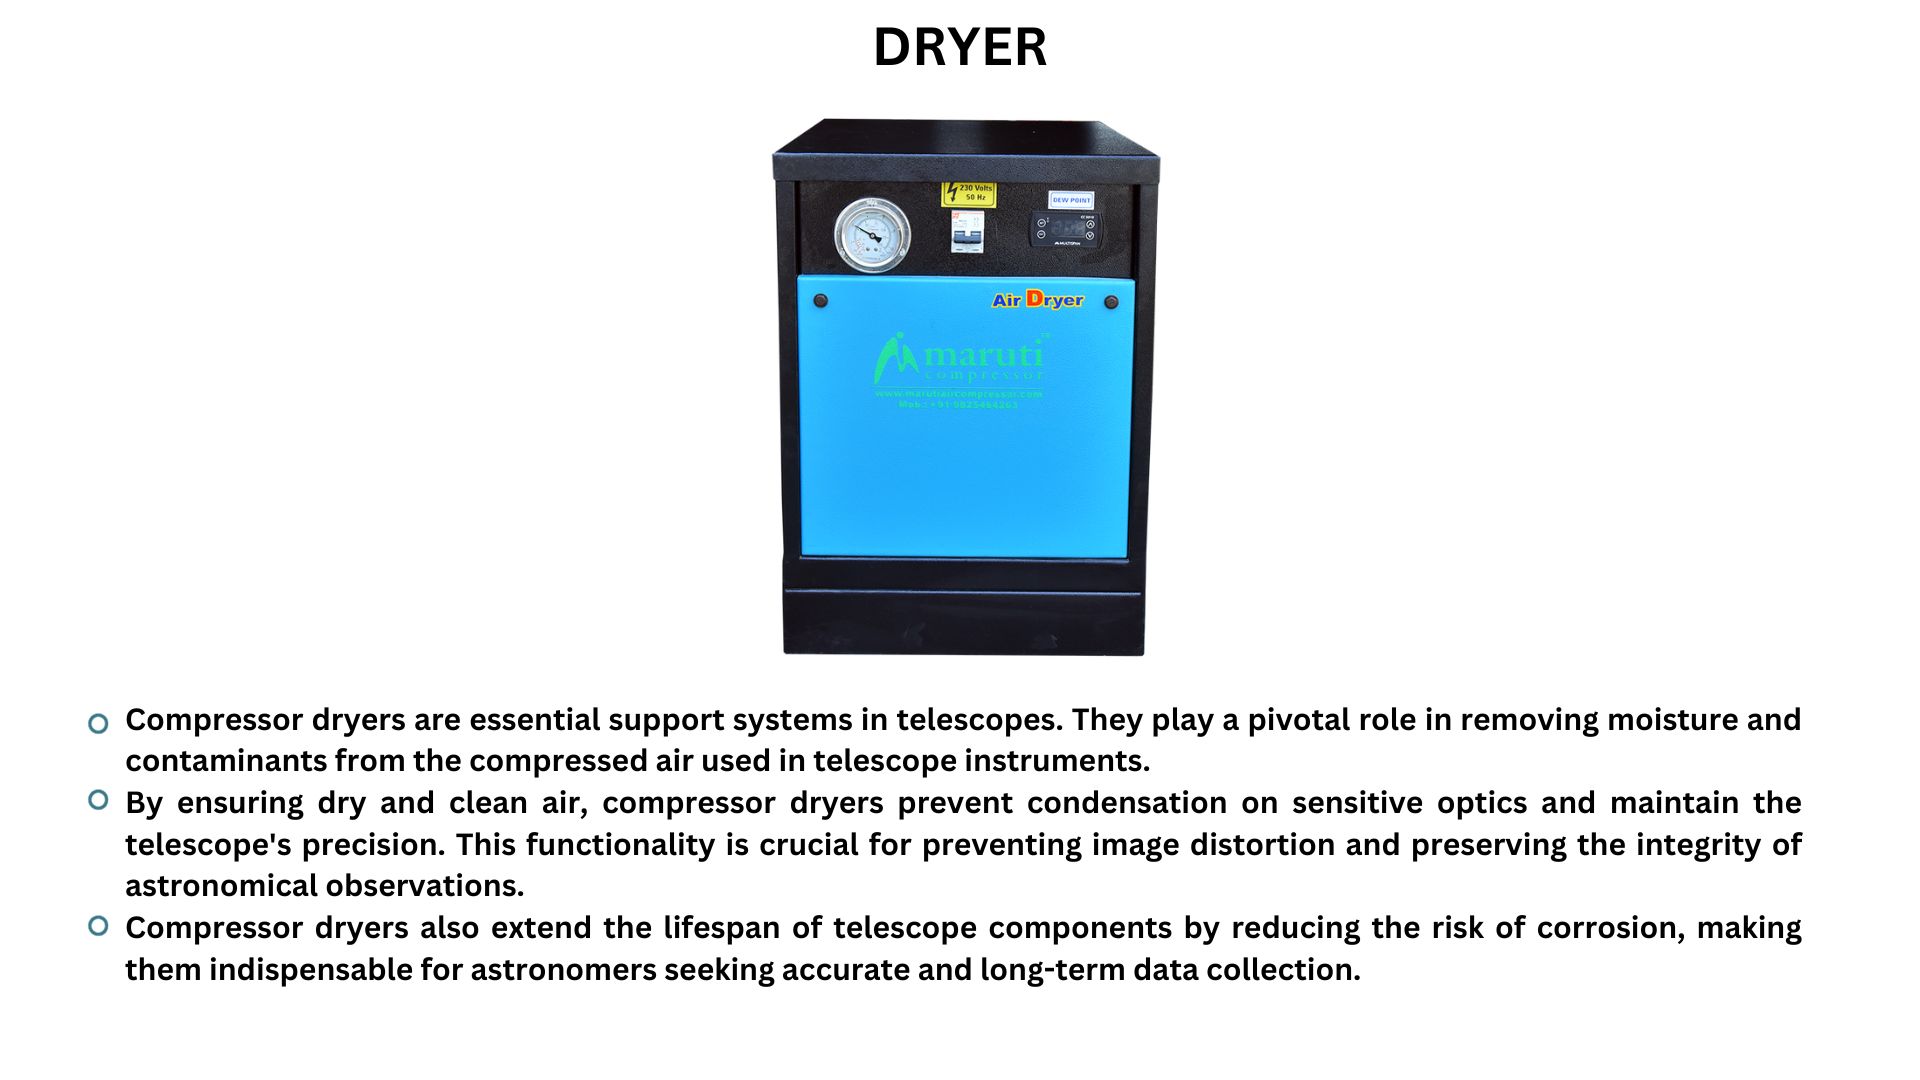 DRYER
230 Volts
50 Hz
DEW POINT
MULTISPAN
Air Dryer
maruti
compressor
www.marutiaircompressor.com
Compressor dryers are essential support systems in telescopes. They play a pivotal role in removing moisture and
contaminants from the compressed air used in telescope instruments.
By ensuring dry and clean air, compressor dryers prevent condensation on sensitive optics and maintain the
telescope's precision. This functionality is crucial for preventing image distortion and preserving the integrity of
astronomical observations.
Compressor dryers also extend the lifespan of telescope components by reducing the risk of corrosion, making
them indispensable for astronomers seeking accurate and long-term data collection.